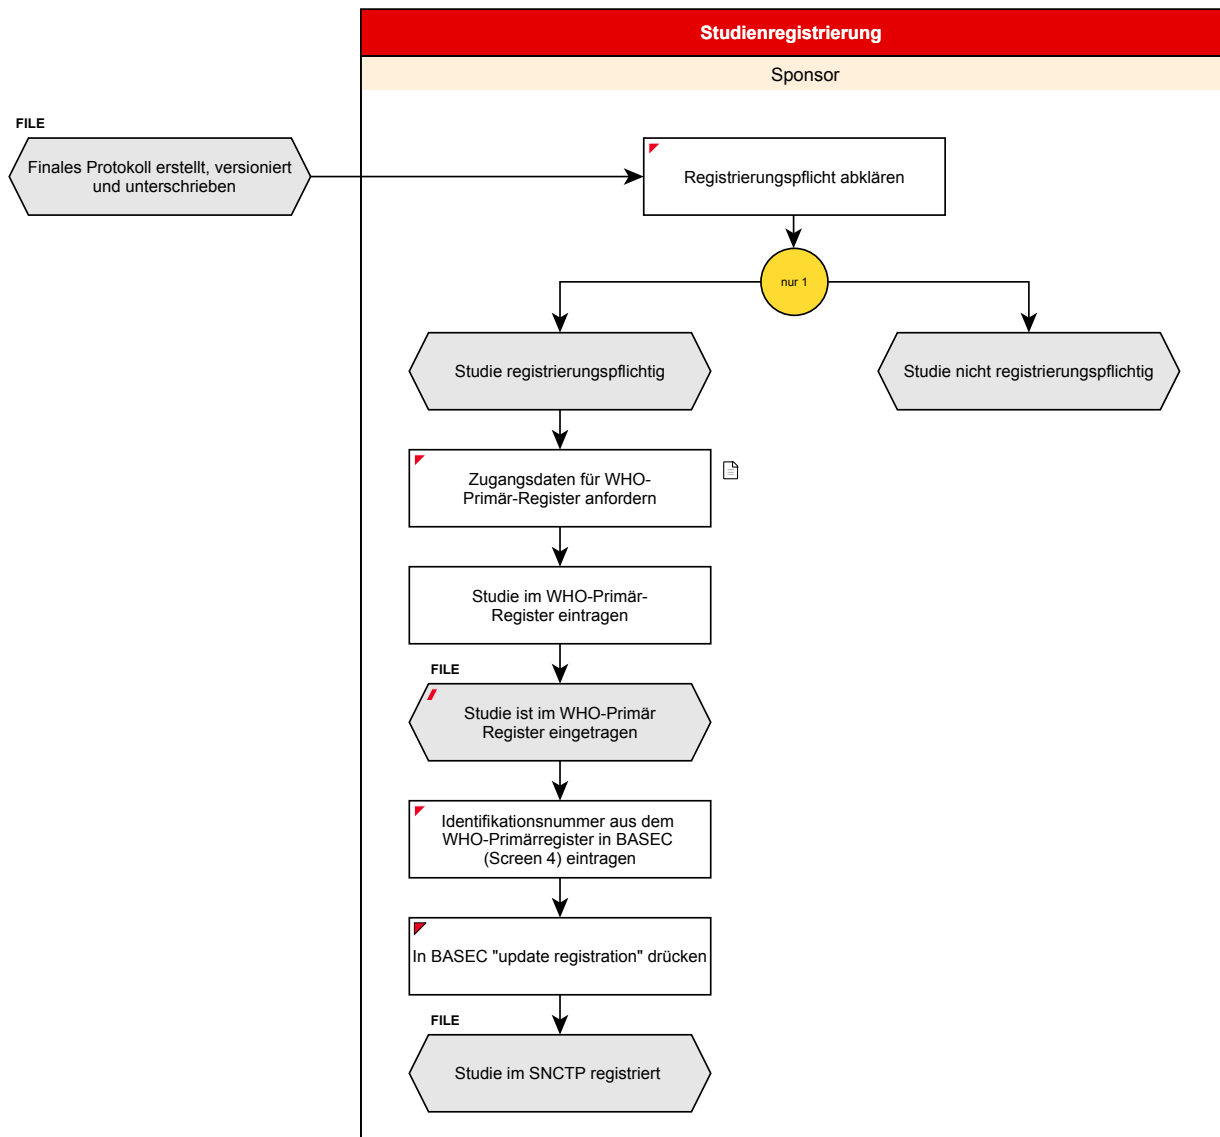 Studienregistrierung
Sponsor
FILE
Finales Protokoll erstellt, versioniert
und unterschrieben
Registrierungspflicht abklären
nur 1
Studie registrierungspflichtig
Studie nicht registrierungspflichtig
Zugangsdaten für WHO-
Primär-Register anfordern
Studie im WHO-Primär-
Register eintragen
FILE
Studie ist im WHO-Primär
Register eingetragen
Identifikationsnummer aus dem
WHO-Primärregister in BASEC
(Screen 4) eintragen
In BASEC "update registration" drücken
FILE
Studie im SNCTP registriert